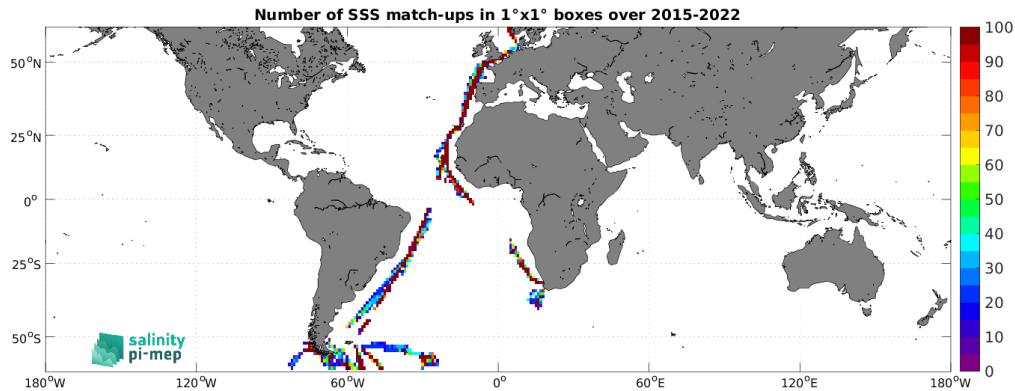 Number of SSS match-ups in 1°x1° boxes over 2015-2022
50°N
25°N
0°
25°S
50°S
180°W
120°W
60°W
0°
60°E
120°E
180°W
100
90
80
70
60
50
40
30
20
10
0
salinity
pi-mep